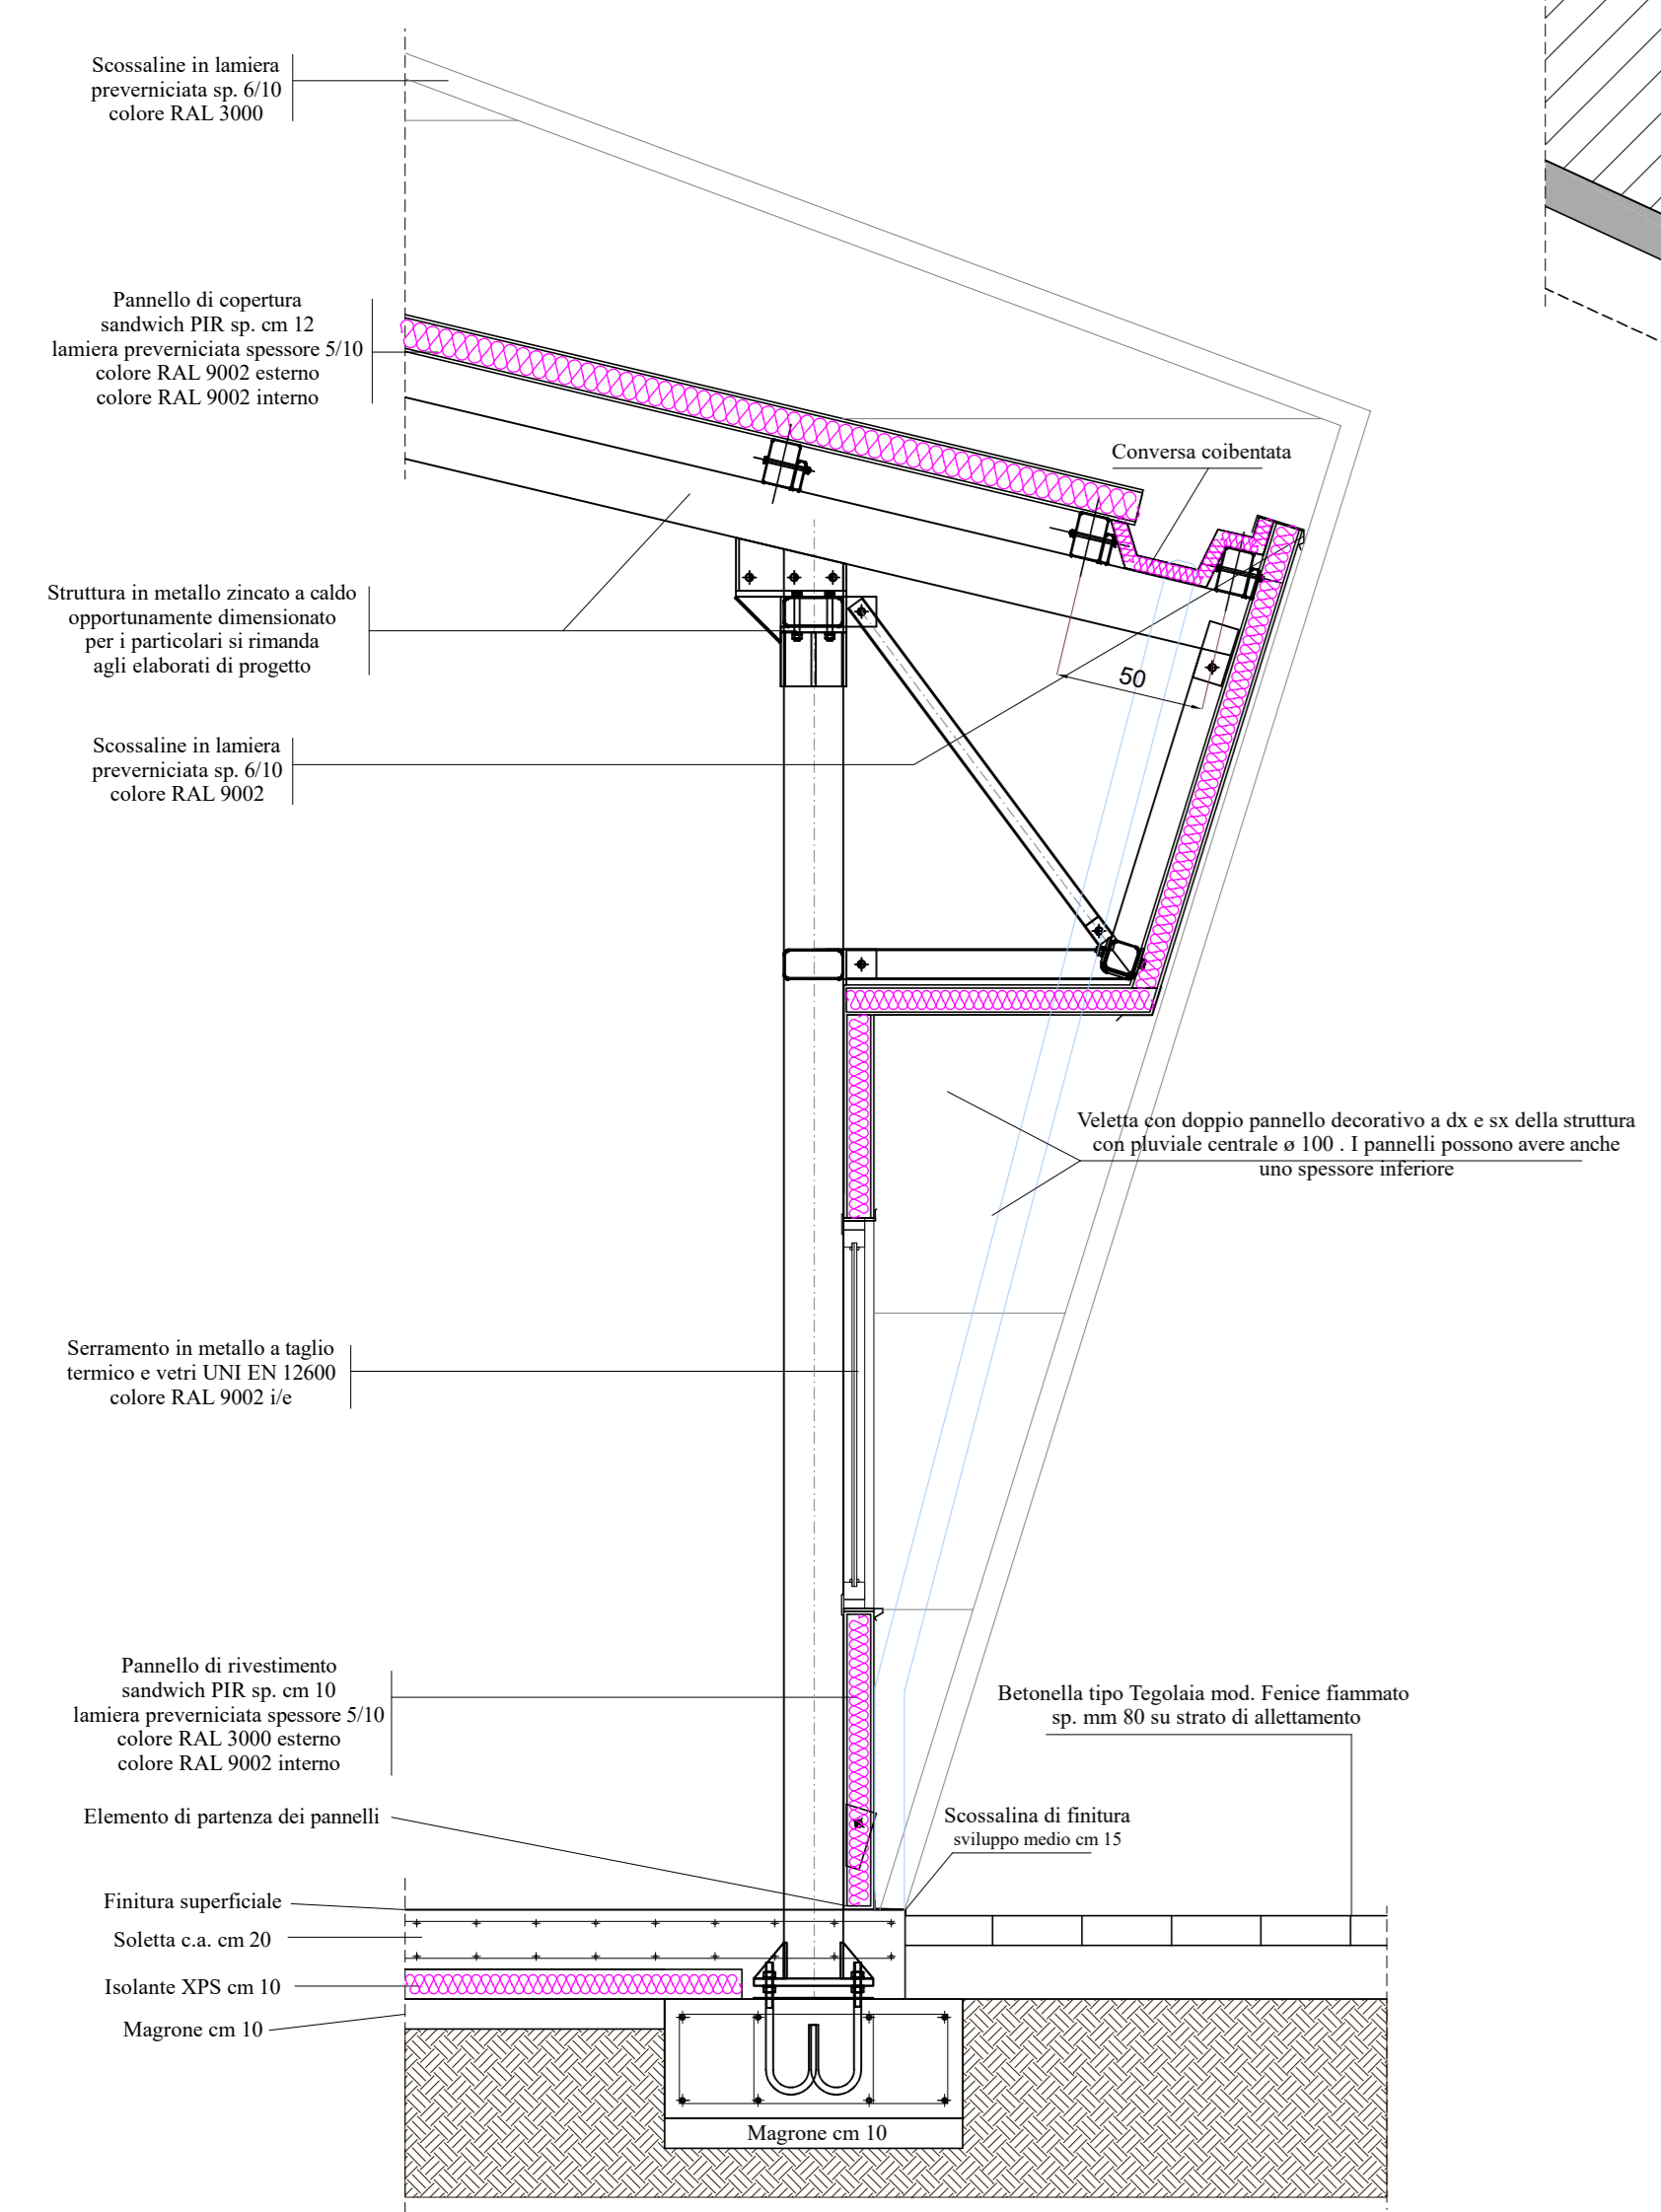 Scossaline in lamiera
preverniciata sp. 6/10
colore RAL 3000
Pannello di copertura
sandwich PIR sp. cm 12
lamiera preverniciata spessore 5/10
colore RAL 9002 esterno
colore RAL 9002 interno
Conversa coibentata
Struttura in metallo zincato a caldo
opportunamente dimensionato
per i particolari si rimanda
agli elaborati di progetto
50
Scossaline in lamiera
preverniciata sp. 6/10
colore RAL 9002
Veletta con doppio pannello decorativo a dx e sx della struttura
con pluviale centrale ø 100 . I pannelli possono avere anche
uno spessore inferiore
Serramento in metallo a taglio
termico e vetri UNI EN 12600
colore RAL 9002 i/e
Pannello di rivestimento
sandwich PIR sp. cm 10
lamiera preverniciata spessore 5/10
colore RAL 3000 esterno
colore RAL 9002 interno
Betonella tipo Tegolaia mod. Fenice fiammato
sp. mm 80 su strato di allettamento
Elemento di partenza dei pannelli
Scossalina di finitura
sviluppo medio cm 15
Finitura superficiale
Soletta c.a. cm 20
Isolante XPS cm 10
Magrone cm 10
Magrone cm 10